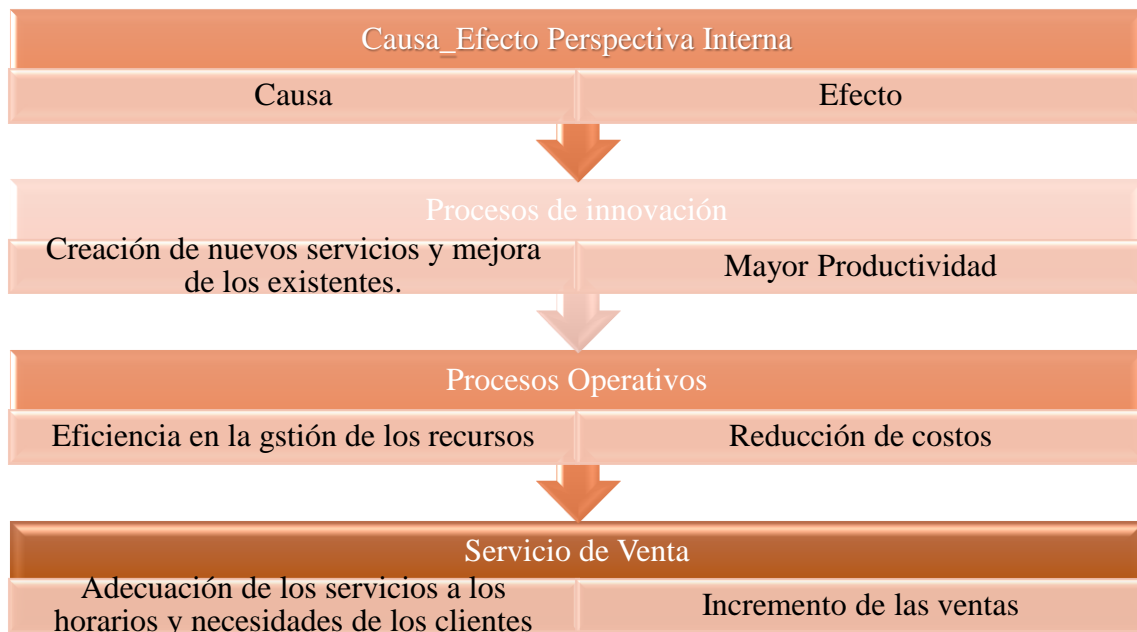 Causa_Efecto Perspectiva Interna
Causa
Efecto
Procesos de innovación
Creación de nuevos servicios y mejora
de los existentes.
Mayor Productividad
Procesos Operativos
Eficiencia en la gstión de los recursos
Reducción de costos
Servicio de Venta
Adecuación de los servicios a los
horarios y necesidades de los clientes
Incremento de las ventas